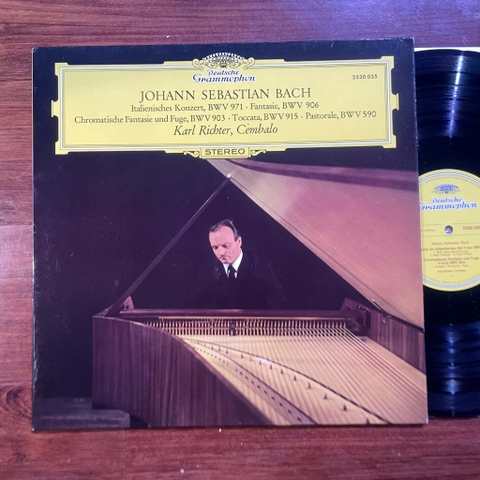 Deutsche
Grammophon
2530 035
JOHANN SEBASTIAN BACH
Italienisches Konzert, BWV 971 · Fantasie, BWV 906
Chromatische Fantasie und Fuge, BWV 903 · Toccata, BWV 915 · Pastorale, BWV 590
Karl Richter, Cembalo
STEREO
Deutsche
Grammophon